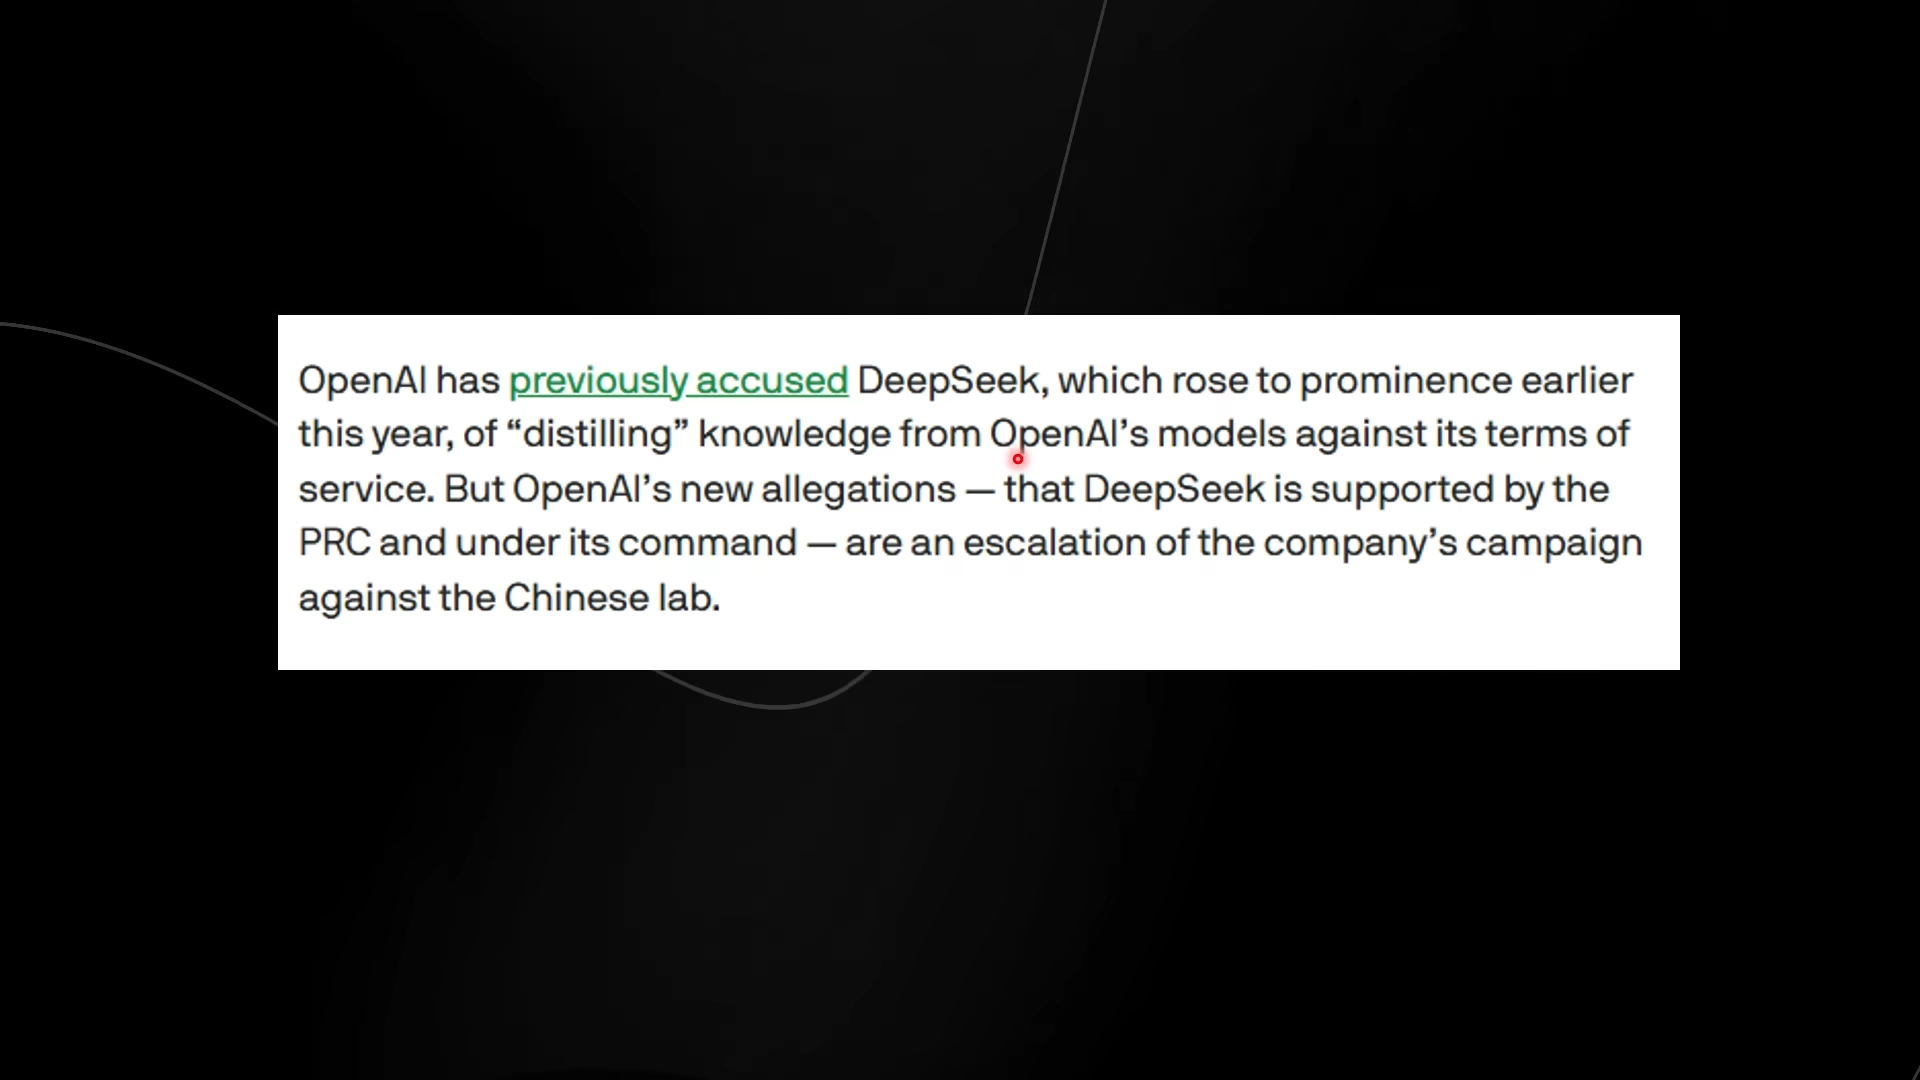 OpenAI has previously accused DeepSeek, which rose to prominence earlier
this year, of “distilling” knowledge from OpenAI’s models against its terms of
service. But OpenAI’s new allegations — that DeepSeek is supported by the
PRC and under its command — are an escalation of the company’s campaign
against the Chinese lab.